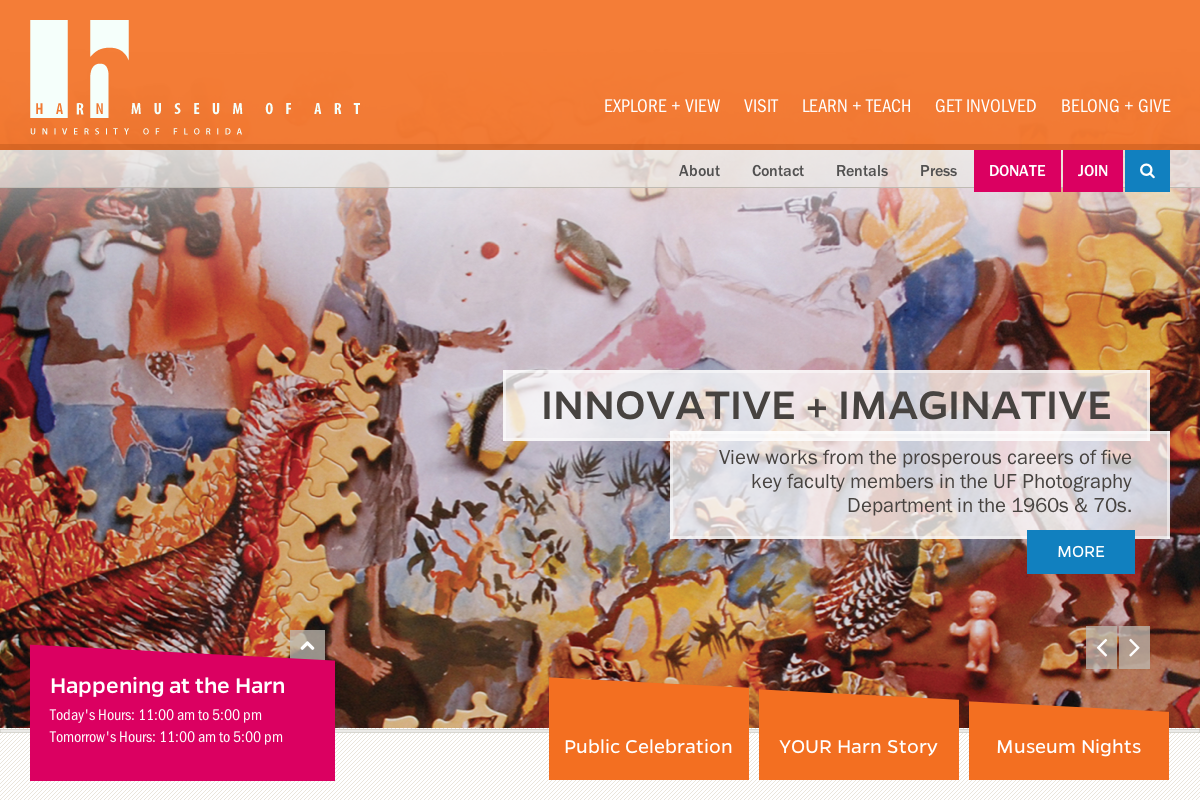 HARN MUSEUM OF ART
UNIVERSITY OF FLORIDA
EXPLORE + VIEW VISIT LEARN + TEACH GET INVOLVED BELONG + GIVE
About Contact Rentals Press DONATE JOIN
INNOVATIVE + IMAGINATIVE
View works from the prosperous careers of five
key faculty members in the UF Photography
Department in the 1960s & 70s.
MORE
Happening at the Harn
Today's Hours: 11:00 am to 5:00 pm
Tomorrow's Hours: 11:00 am to 5:00 pm
Public Celebration
YOUR Harn Story
Museum Nights